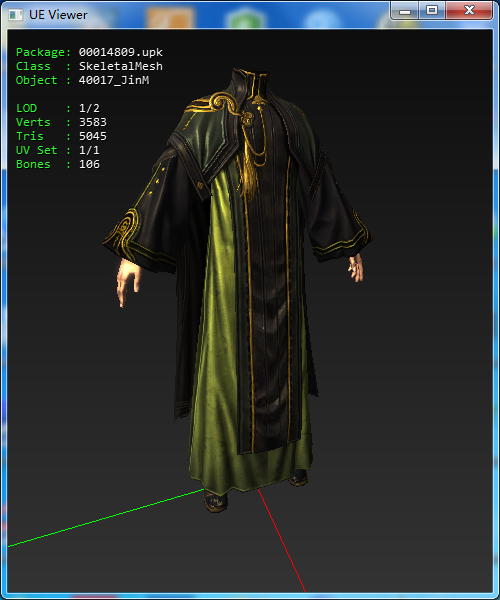 UE Viewer
Package: 00014809.upk
Class : SkeletalMesh
Object : 40017_JinM
LOD : 1/2
Verts : 3583
Tris : 5045
UV Set : 1/1
Bones : 106